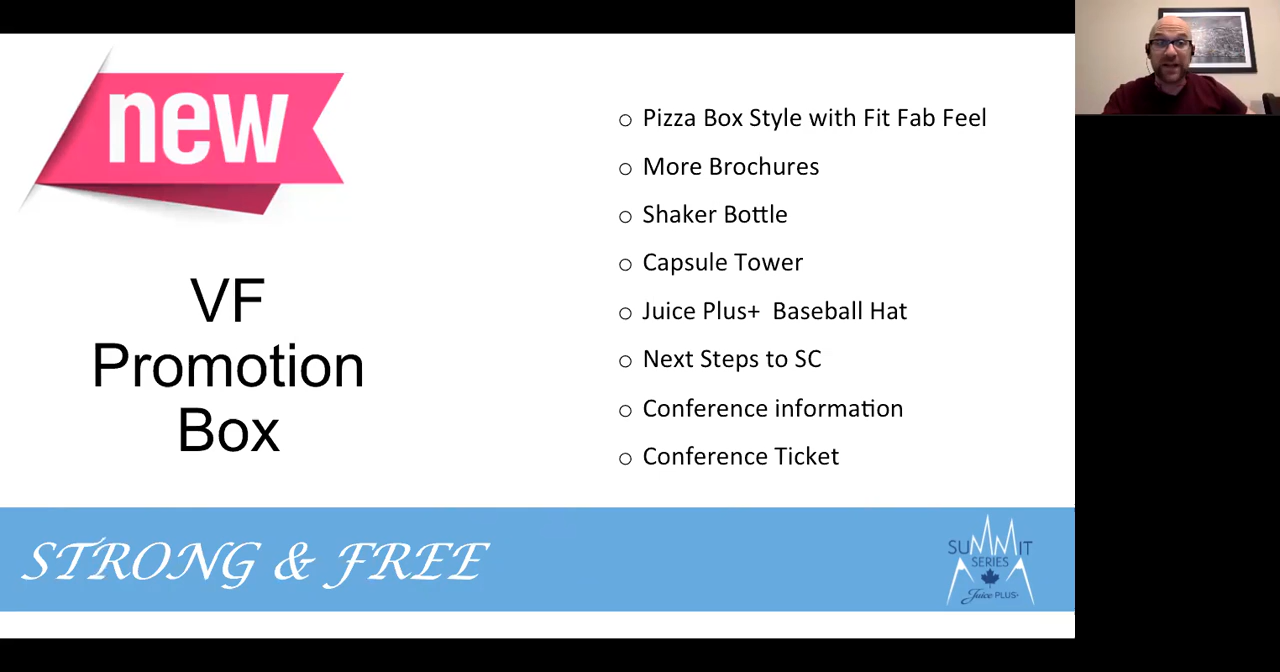 new
VF
Promotion
Box
Pizza Box Style with Fit Fab Feel
More Brochures
Shaker Bottle
Capsule Tower
Juice Plus+ Baseball Hat
Next Steps to SC
Conference information
Conference Ticket
STRONG & FREE
SUMMIT
SERIES
Juice PLUS+